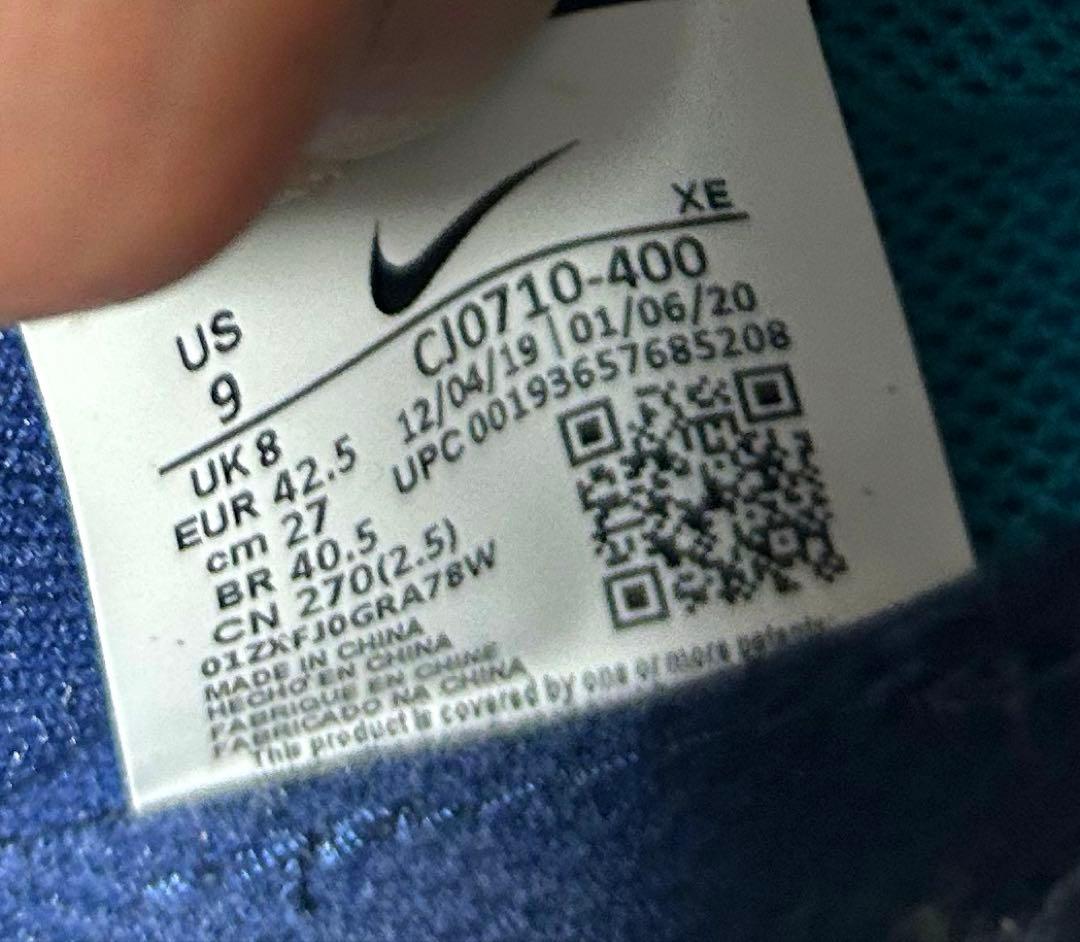 XE
US
9
CJ0710-400
12/04/19 | 01/06/20
UPC 00193657685208
UK 8
EUR 42.5
cm 27
BR 40.5
CN 270(2.5)
01ZXFJ0GRA78W
MADE IN CHINA
HECHO EN CHINA
FABRIQUE EN CHINE
FABRICADO NA CHINA
This product is covered by one or more patents